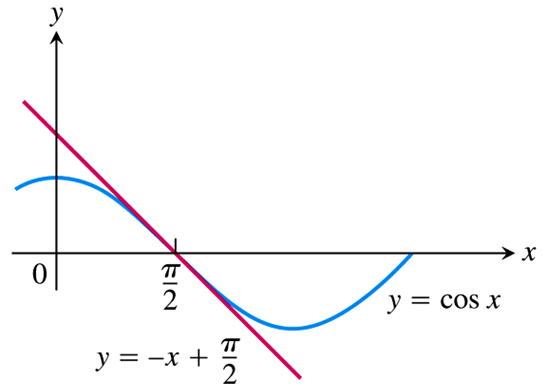 y
x
0
π/2
y = cos x
y = −x + π/2